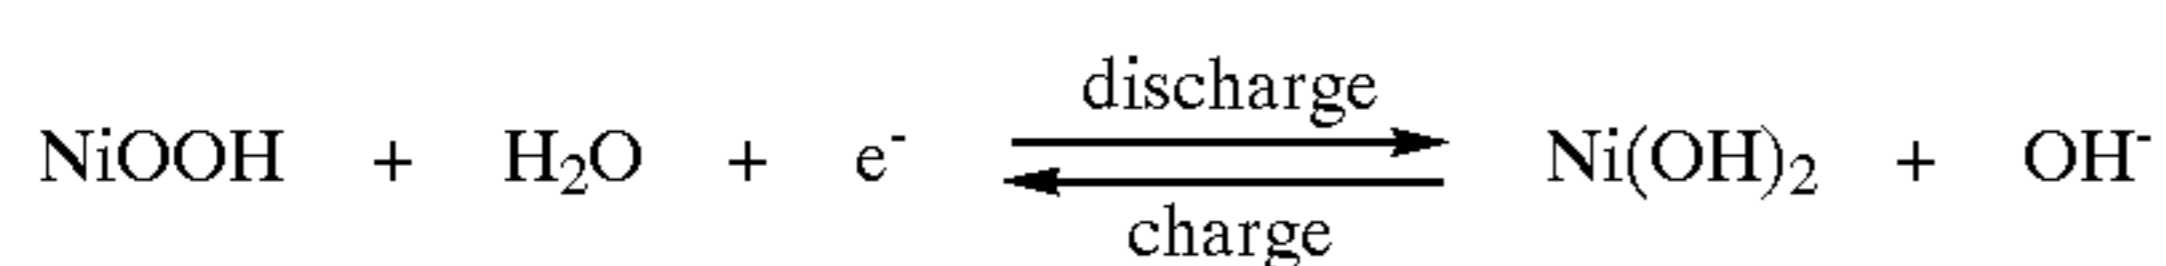 discharge
NiOOH + H₂O + e⁻ ⇌ Ni(OH)₂ + OH⁻
charge